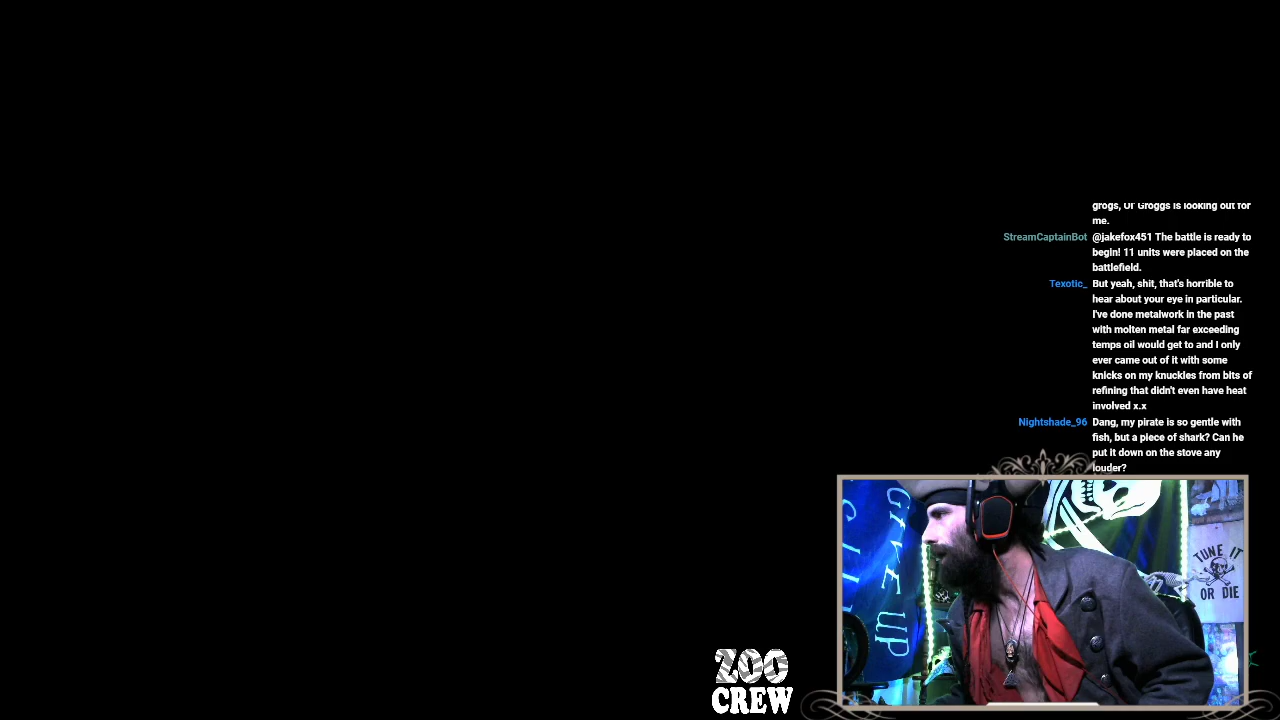 grogs, Or Groggs is looking out for
me.
StreamCaptainBot @jakefox451 The battle is ready to
begin! 11 units were placed on the
battlefield.
Texotic_ But yeah, shit, that's horrible to
hear about your eye in particular.
I've done metalwork in the past
with molten metal far exceeding
temps oil would get to and I only
ever came out of it with some
knicks on my knuckles from bits of
refining that didn't even have heat
involved x.x
Nightshade_96 Dang, my pirate is so gentle with
fish, but a piece of shark? Can he
put it down on the stove any
louder?
GIVE UP
TUNE IT
OR DIE
ZOO
CREW